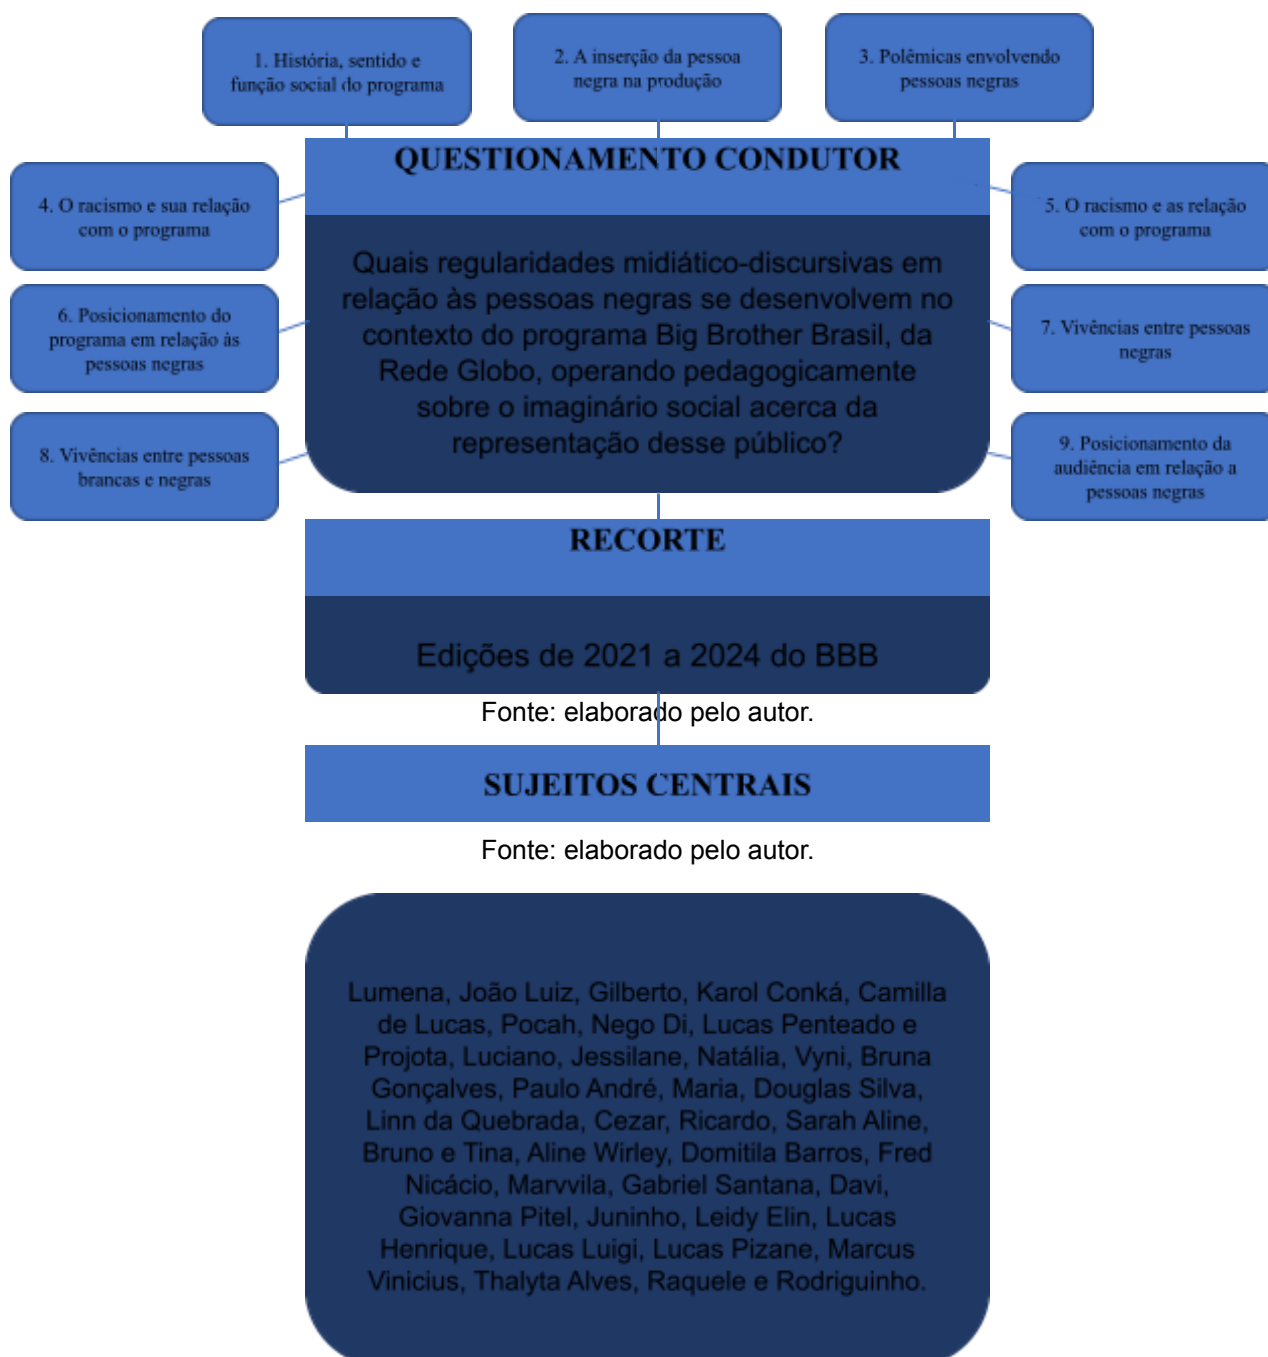 1. História, sentido e
função social do programa
2. A inserção da pessoa
negra na produção
3. Polêmicas envolvendo
pessoas negras
QUESTIONAMENTO CONDUTOR
4. O racismo e sua relação
com o programa
5. O racismo e as relação
com o programa
Quais regularidades midiático-discursivas em
relação às pessoas negras se desenvolvem no
contexto do programa Big Brother Brasil, da
Rede Globo, operando pedagogicamente
sobre o imaginário social acerca da
representação desse público?
6. Posicionamento do
programa em relação às
pessoas negras
7. Vivências entre pessoas
negras
8. Vivências entre pessoas
brancas e negras
9. Posicionamento da
audiência em relação a
pessoas negras
RECORTE
Edições de 2021 a 2024 do BBB
Fonte: elaborado pelo autor.
SUJEITOS CENTRAIS
Fonte: elaborado pelo autor.
Lumena, João Luiz, Gilberto, Karol Conká, Camilla
de Lucas, Pocah, Nego Di, Lucas Penteado e
Projota, Luciano, Jessilane, Natália, Vyni, Bruna
Gonçalves, Paulo André, Maria, Douglas Silva,
Linn da Quebrada, Cezar, Ricardo, Sarah Aline,
Bruno e Tina, Aline Wirley, Domitila Barros, Fred
Nicácio, Marvvila, Gabriel Santana, Davi,
Giovanna Pitel, Juninho, Leidy Elin, Lucas
Henrique, Lucas Luigi, Lucas Pizane, Marcus
Vinicius, Thalyta Alves, Raquele e Rodriguinho.